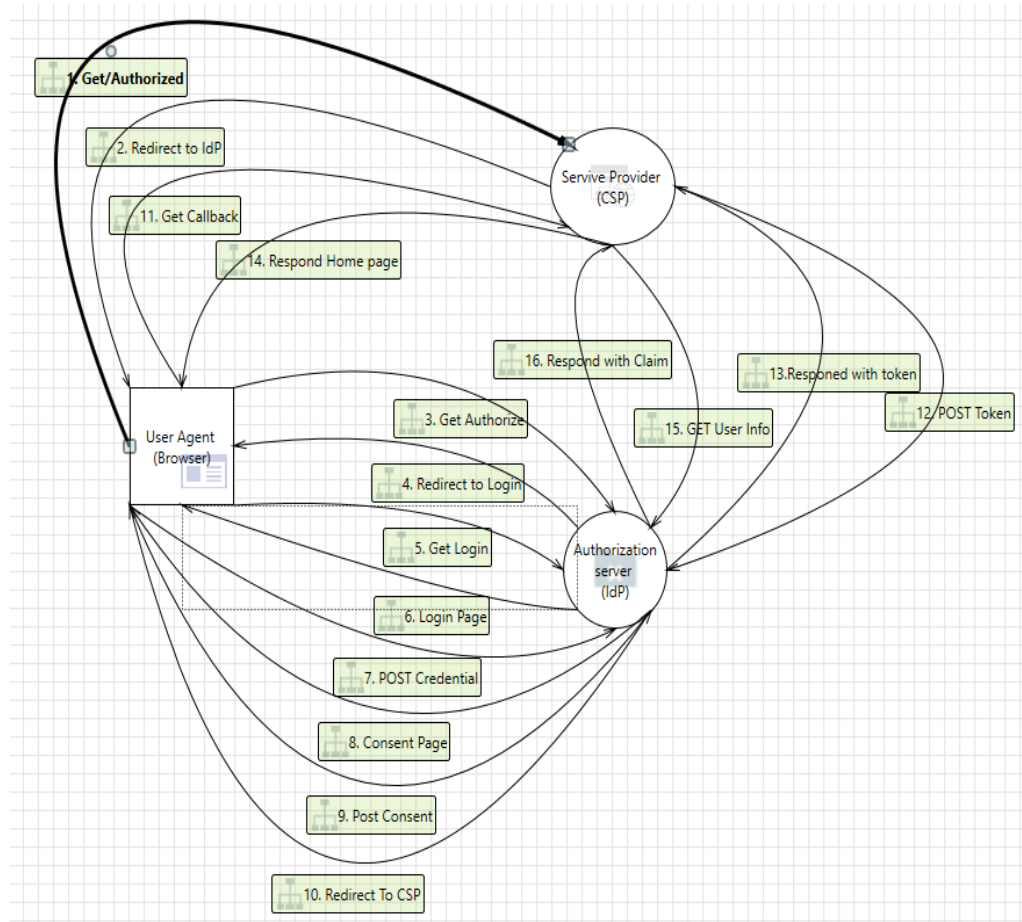 1. Get/Authorized
2. Redirect to IdP
11. Get Callback
14. Respond Home page
Servive Provider
(CSP)
16. Respond with Claim
13.Responed with token
12. POST Token
15. GET User Info
3. Get Authorize
User Agent
(Browser)
4. Redirect to Login
5. Get Login
Authorization
server
(IdP)
6. Login Page
7. POST Credential
8. Consent Page
9. Post Consent
10. Redirect To CSP